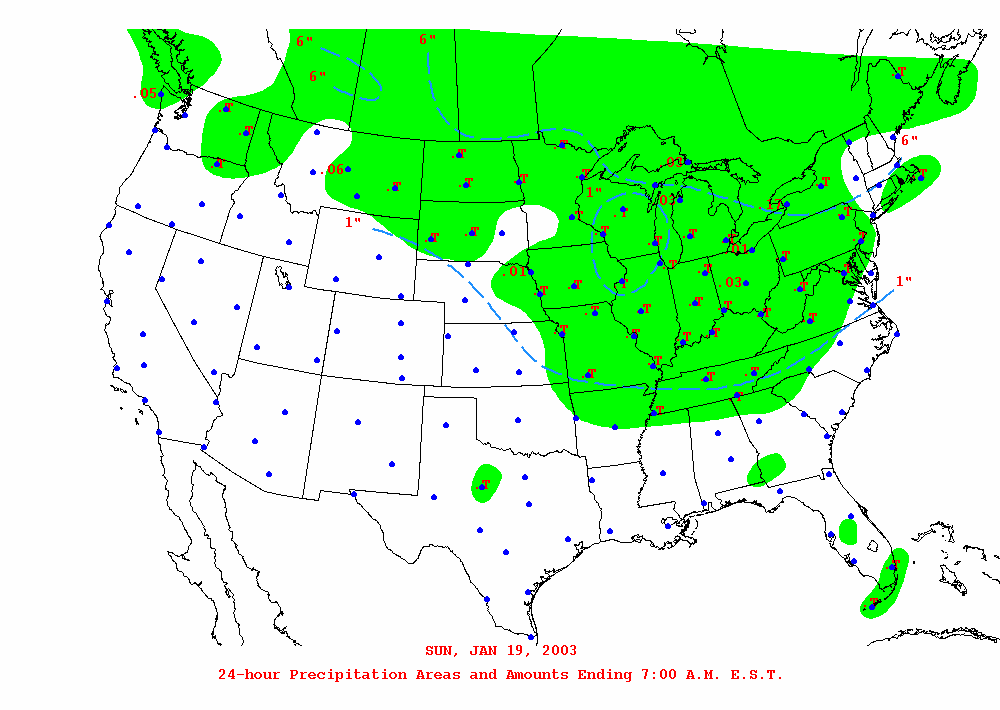 6" 6"
6"
.05 .T
.T 6"
.T .T .01
.T .06 .T .T .T .T 1" .T .T
.03 1" .T .T
1" .T .T .T .T .T .01 .T
.01 .T .T .T .03 .T .T
.T .T .T .T .T .T
.T .T .T .T .T .T .T 1"
.T .T .T .T
.T .T
.T
.T
.T
SUN, JAN 19, 2003
24-hour Precipitation Areas and Amounts Ending 7:00 A.M. E.S.T.